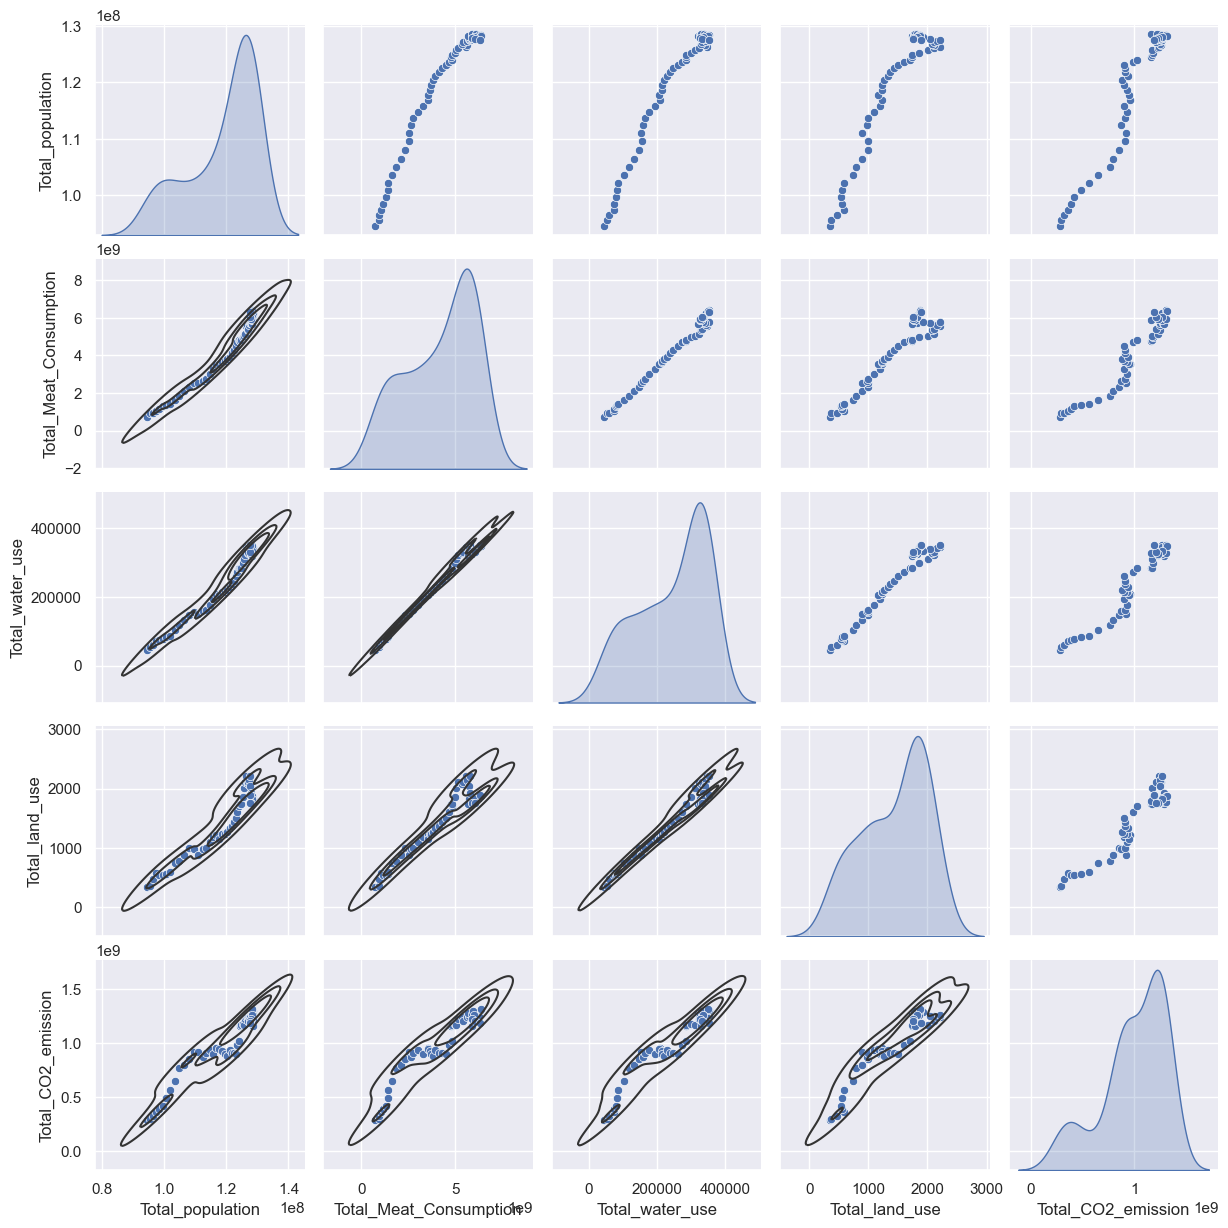 1e8
1.3
1.2
1.1
1.0
Total_population
1e9
8
6
4
2
0
−2
Total_Meat_Consumption
400000
200000
0
Total_water_use
3000
2000
1000
0
Total_land_use
1e9
1.5
1.0
0.5
0.0
Total_CO2_emission
0.8 1.0 1.2 1.4 0 5 0 200000 400000 0 1000 2000 3000 0 1
Total_population 1e8 Total_Meat_Consumption 1e9 Total_water_use Total_land_use Total_CO2_emission 1e9